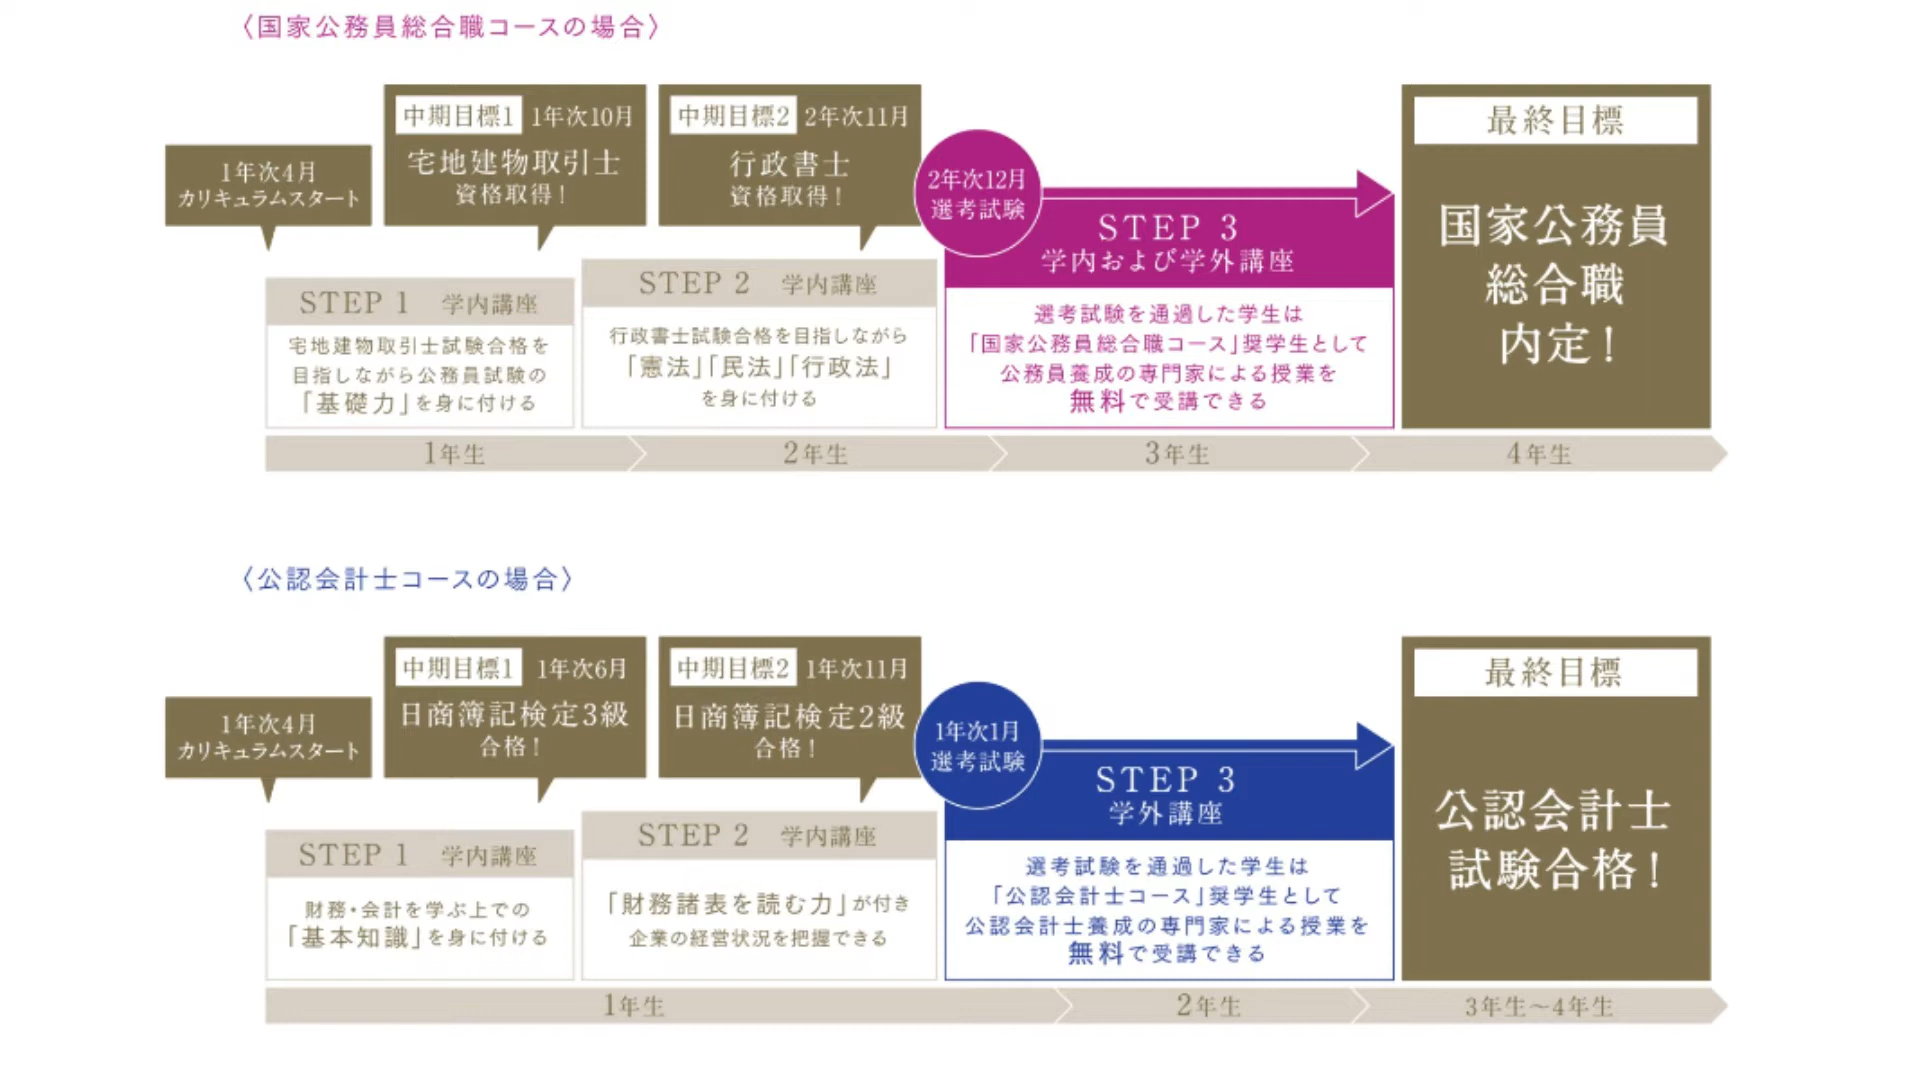 〈国家公務員総合職コースの場合〉
1年次4月
カリキュラムスタート
中期目標1 1年次10月
宅地建物取引士
資格取得！
中期目標2 2年次11月
行政書士
資格取得！
2年次12月
選考試験
最終目標
国家公務員
総合職
内定！
STEP 1 学内講座
宅地建物取引士試験合格を
目指しながら公務員試験の
「基礎力」を身に付ける
STEP 2 学内講座
行政書士試験合格を目指しながら
「憲法」「民法」「行政法」
を身に付ける
STEP 3
学内および学外講座
選考試験を通過した学生は
「国家公務員総合職コース」奨学生として
公務員養成の専門家による授業を
無料で受講できる
1年生
2年生
3年生
4年生
〈公認会計士コースの場合〉
1年次4月
カリキュラムスタート
中期目標1 1年次6月
日商簿記検定3級
合格！
中期目標2 1年次11月
日商簿記検定2級
合格！
1年次1月
選考試験
最終目標
公認会計士
試験合格！
STEP 1 学内講座
財務・会計を学ぶ上での
「基本知識」を身に付ける
STEP 2 学内講座
「財務諸表を読む力」が付き
企業の経営状況を把握できる
STEP 3
学外講座
選考試験を通過した学生は
「公認会計士コース」奨学生として
公認会計士養成の専門家による授業を
無料で受講できる
1年生
2年生
3年生～4年生